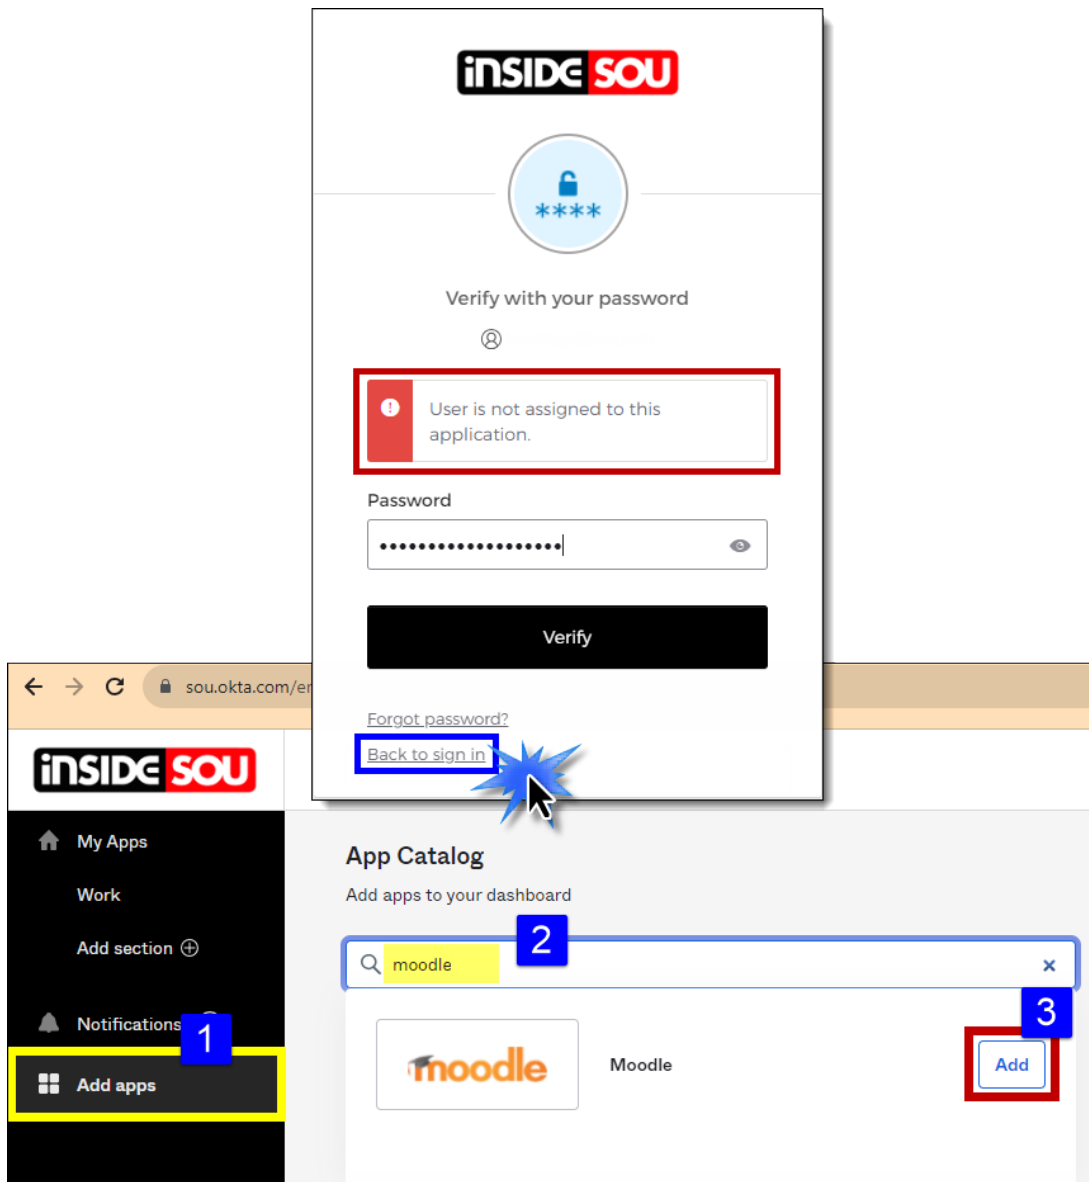 iNSIDE SOU
****
Verify with your password
User is not assigned to this
application.
Password
•••••••••••••••••••
Verify
Forgot password?
Back to sign in
sou.okta.com/er
iNSIDE SOU
My Apps
Work
Add section
Notifications
1
Add apps
App Catalog
Add apps to your dashboard
2
moodle
3
moodle
Moodle
Add